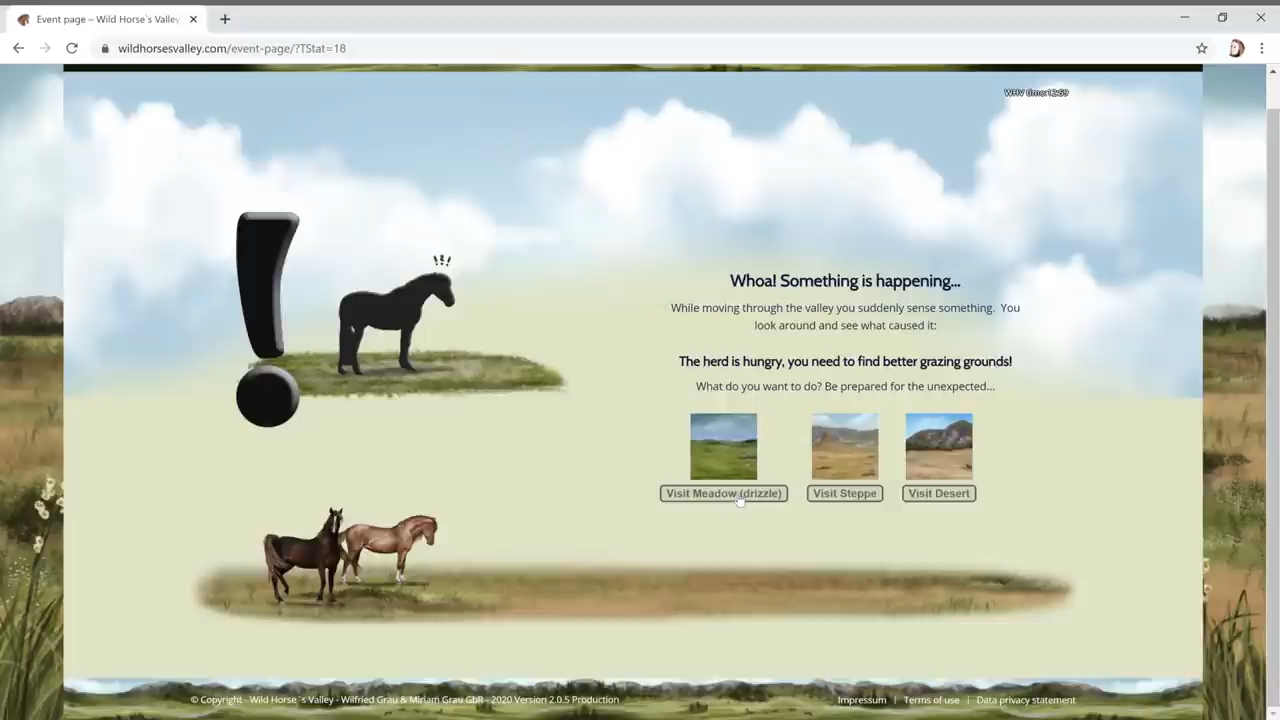 Event page – Wild Horse`s Valley
wildhorsesvalley.com/event-page/?TStat=18
Whoa! Something is happening...
While moving through the valley you suddenly sense something. You
look around and see what caused it:
The herd is hungry, you need to find better grazing grounds!
What do you want to do? Be prepared for the unexpected...
Visit Meadow (drizzle) Visit Steppe Visit Desert
© Copyright - Wild Horse`s Valley - Wilfried Grau & Miriam Grau GbR - 2020 Version 2.0.5 Production
Impressum | Terms of use | Data privacy statement